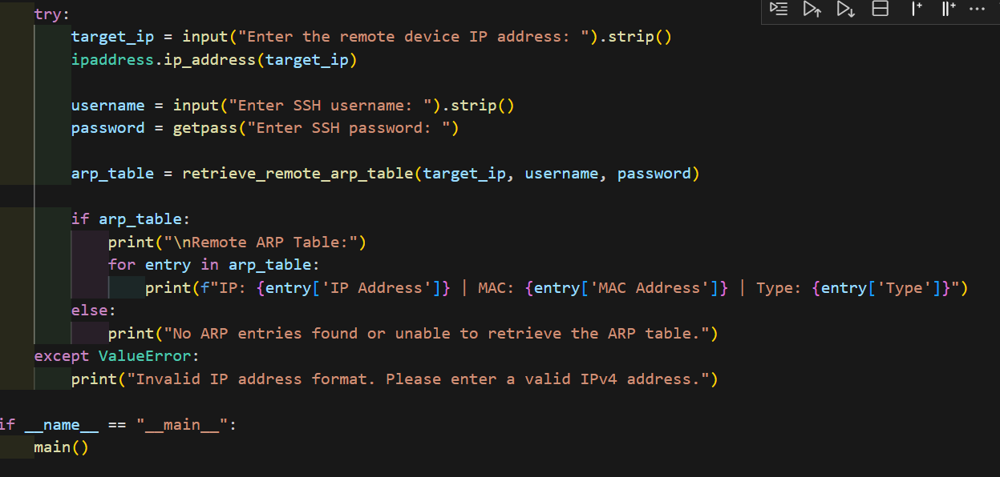 try:
target_ip = input("Enter the remote device IP address: ").strip()
ipaddress.ip_address(target_ip)
username = input("Enter SSH username: ").strip()
password = getpass("Enter SSH password: ")
arp_table = retrieve_remote_arp_table(target_ip, username, password)
if arp_table:
print("\nRemote ARP Table:")
for entry in arp_table:
print(f"IP: {entry['IP Address']} | MAC: {entry['MAC Address']} | Type: {entry['Type']}")
else:
print("No ARP entries found or unable to retrieve the ARP table.")
except ValueError:
print("Invalid IP address format. Please enter a valid IPv4 address.")
if __name__ == "__main__":
main()